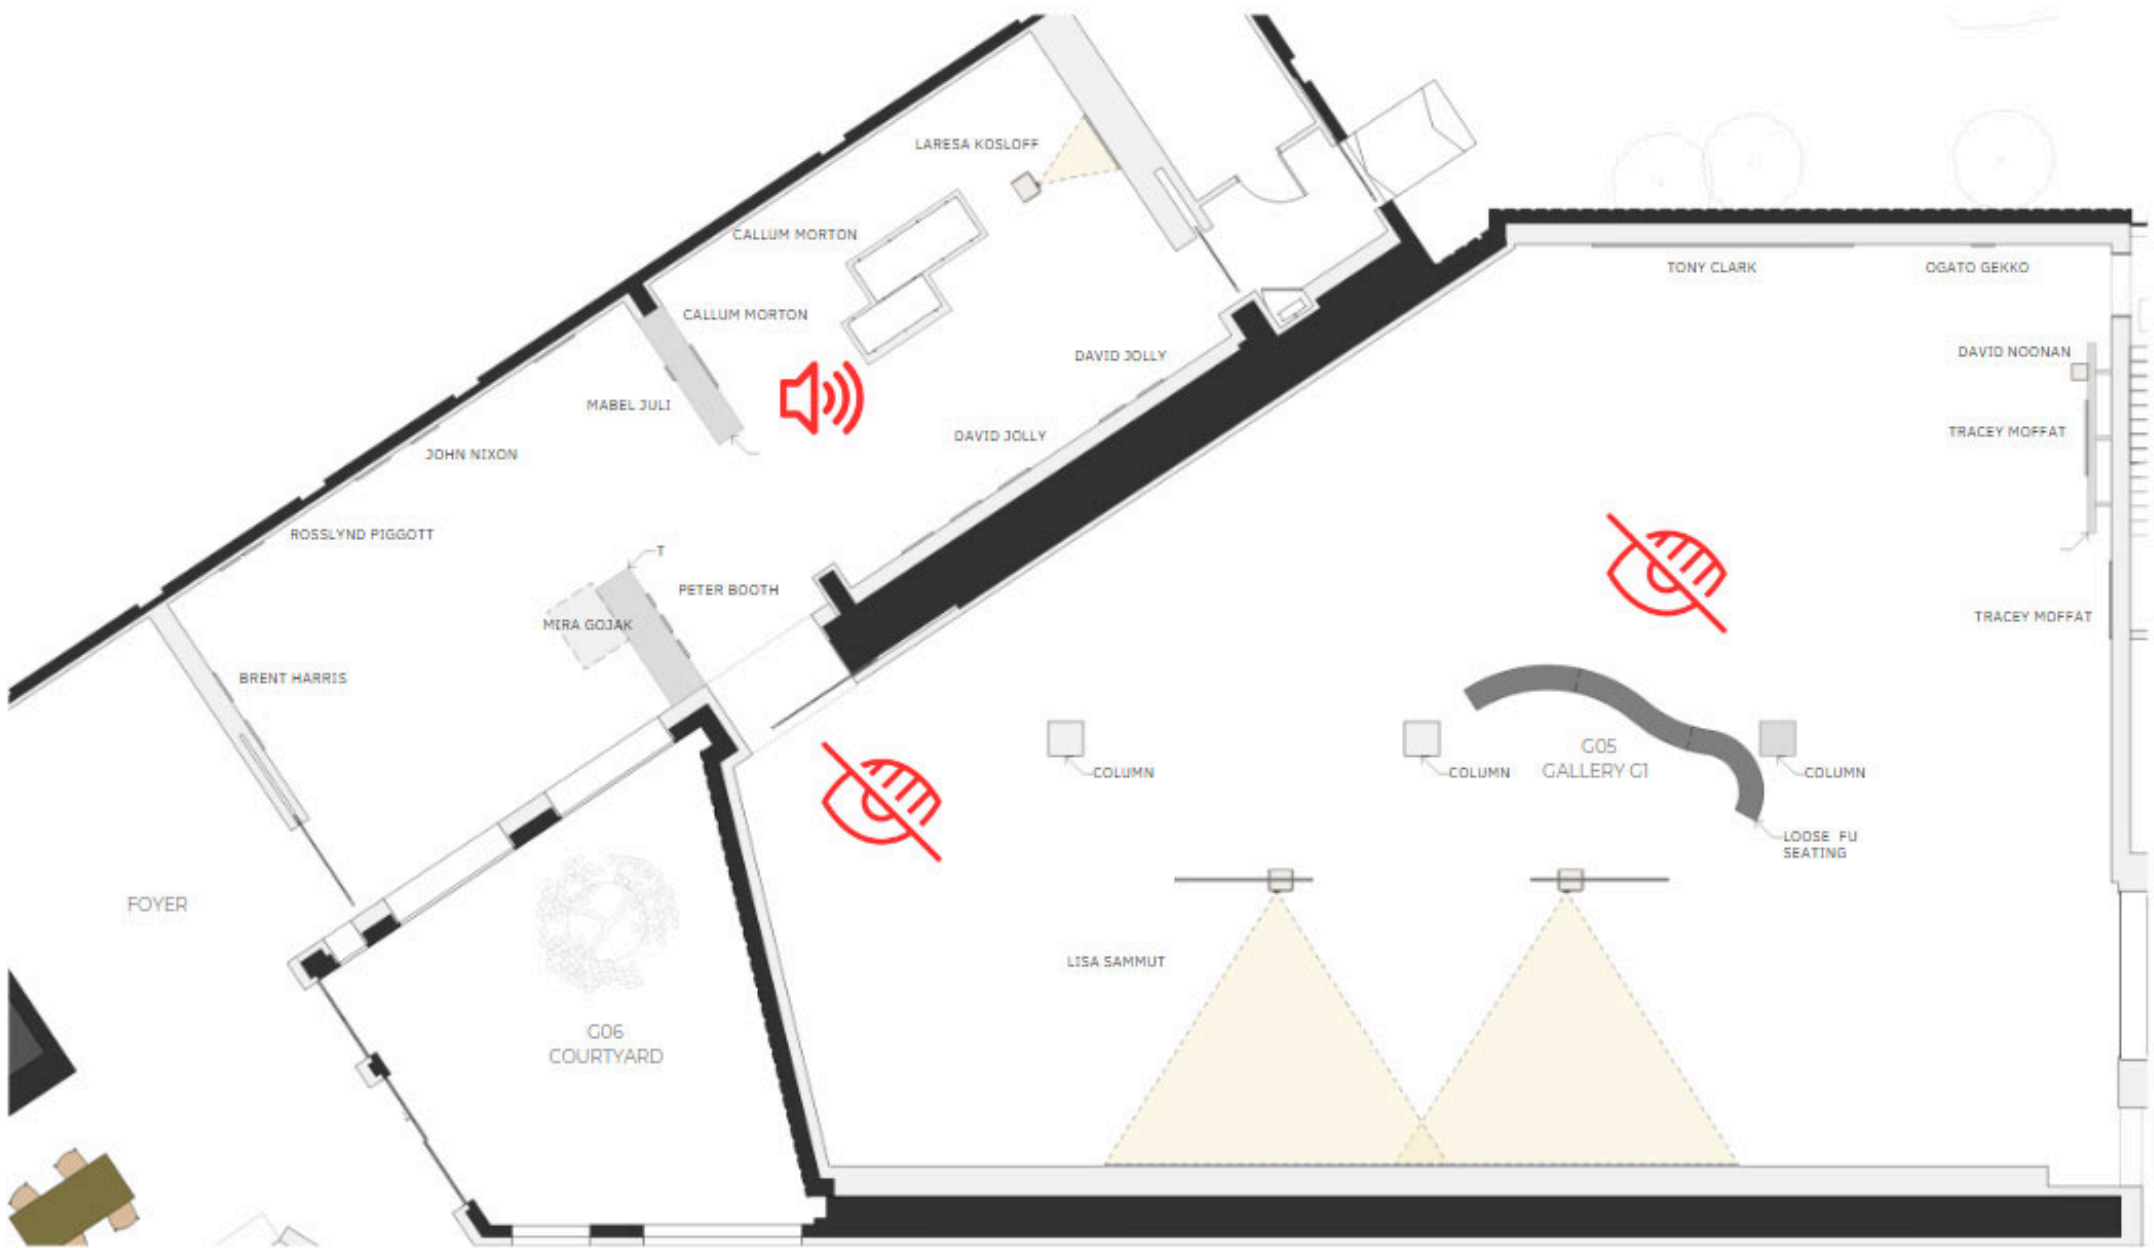 LARESA KOSLOFF
CALLUM MORTON
CALLUM MORTON
DAVID JOLLY
MABEL JULI
DAVID JOLLY
JOHN NIXON
ROSSLYND PIGGOTT
T
PETER BOOTH
MIRA GOJAK
BRENT HARRIS
FOYER
G06
COURTYARD
TONY CLARK
OGATO GEKKO
DAVID NOONAN
TRACEY MOFFAT
TRACEY MOFFAT
COLUMN
COLUMN
G05
GALLERY G1
COLUMN
LOOSE FU
SEATING
LISA SAMMUT